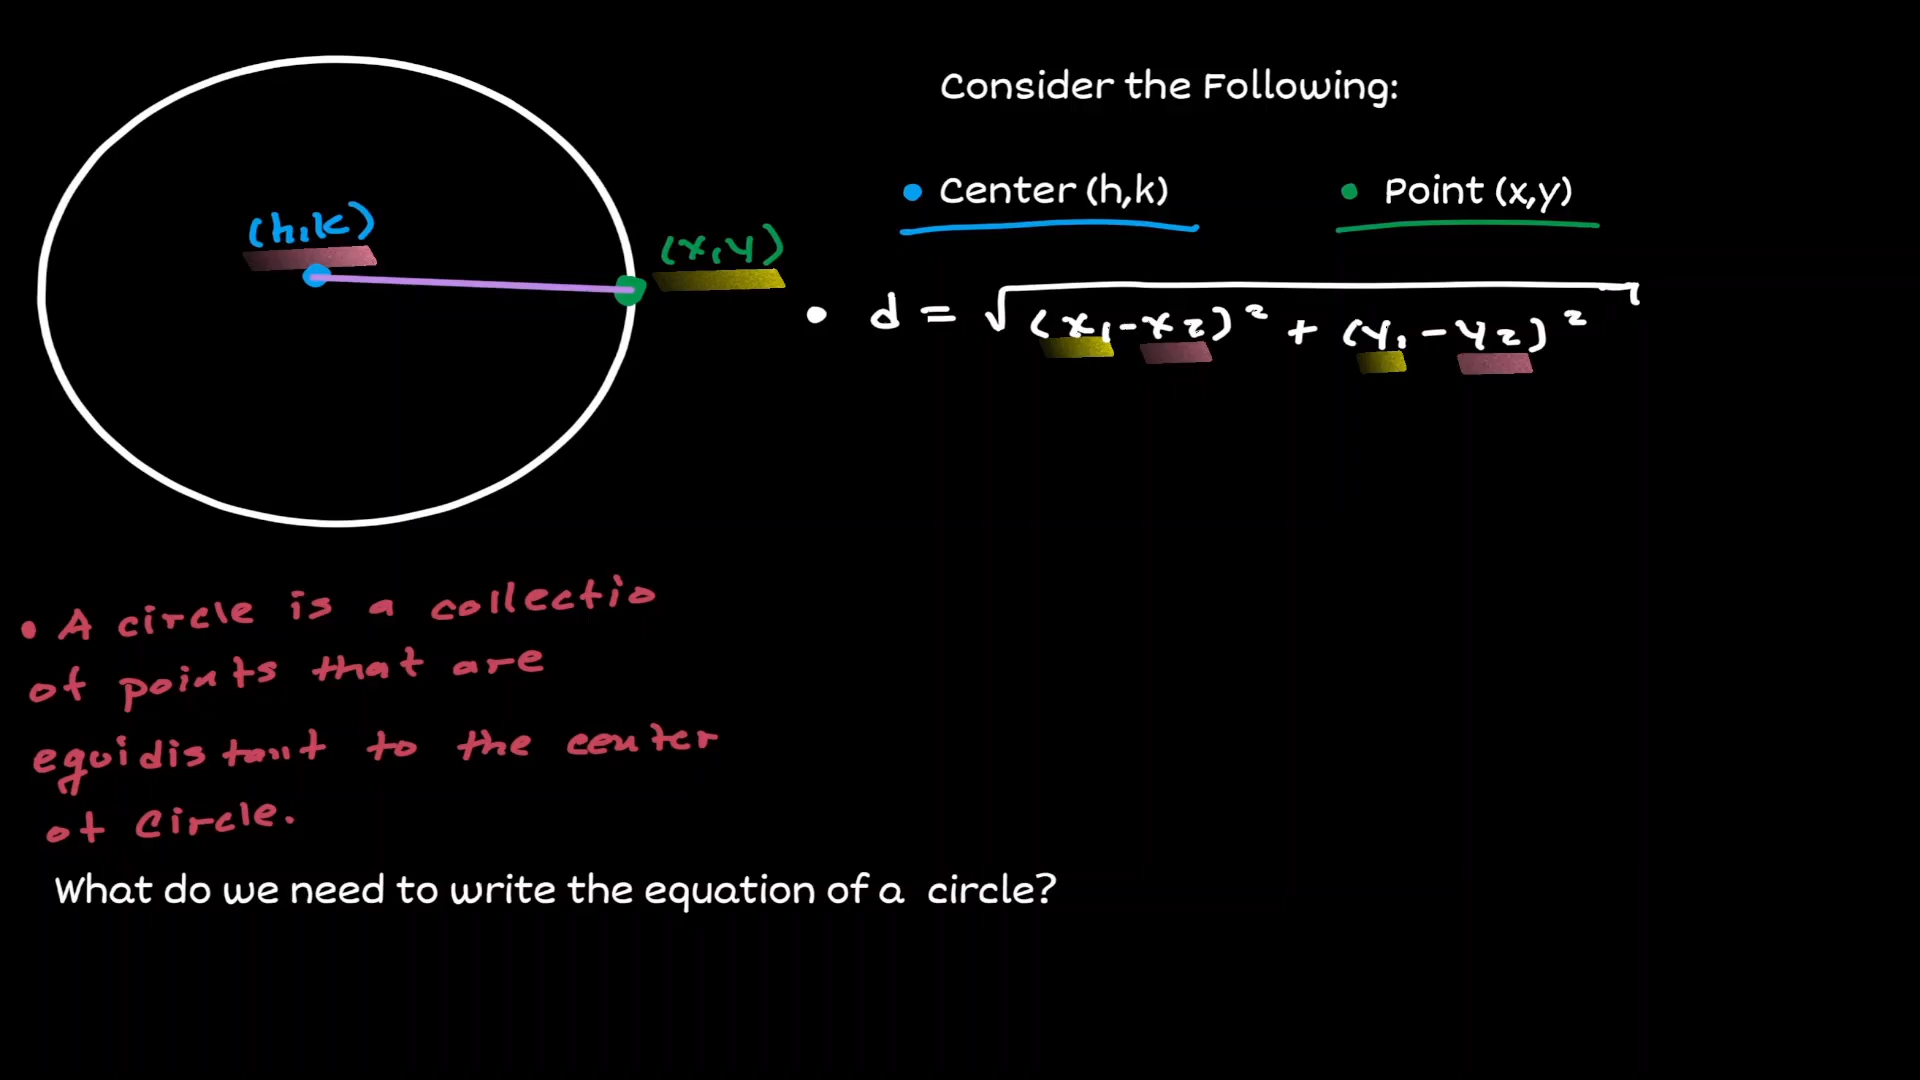 Consider the Following:
• Center (h,k)
• Point (x,y)
(h,k)
(x,y)
• d = √(x₁-x₂)² + (y₁-y₂)²
• A circle is a collectio
of points that are
equidistant to the center
of Circle.
What do we need to write the equation of a circle?